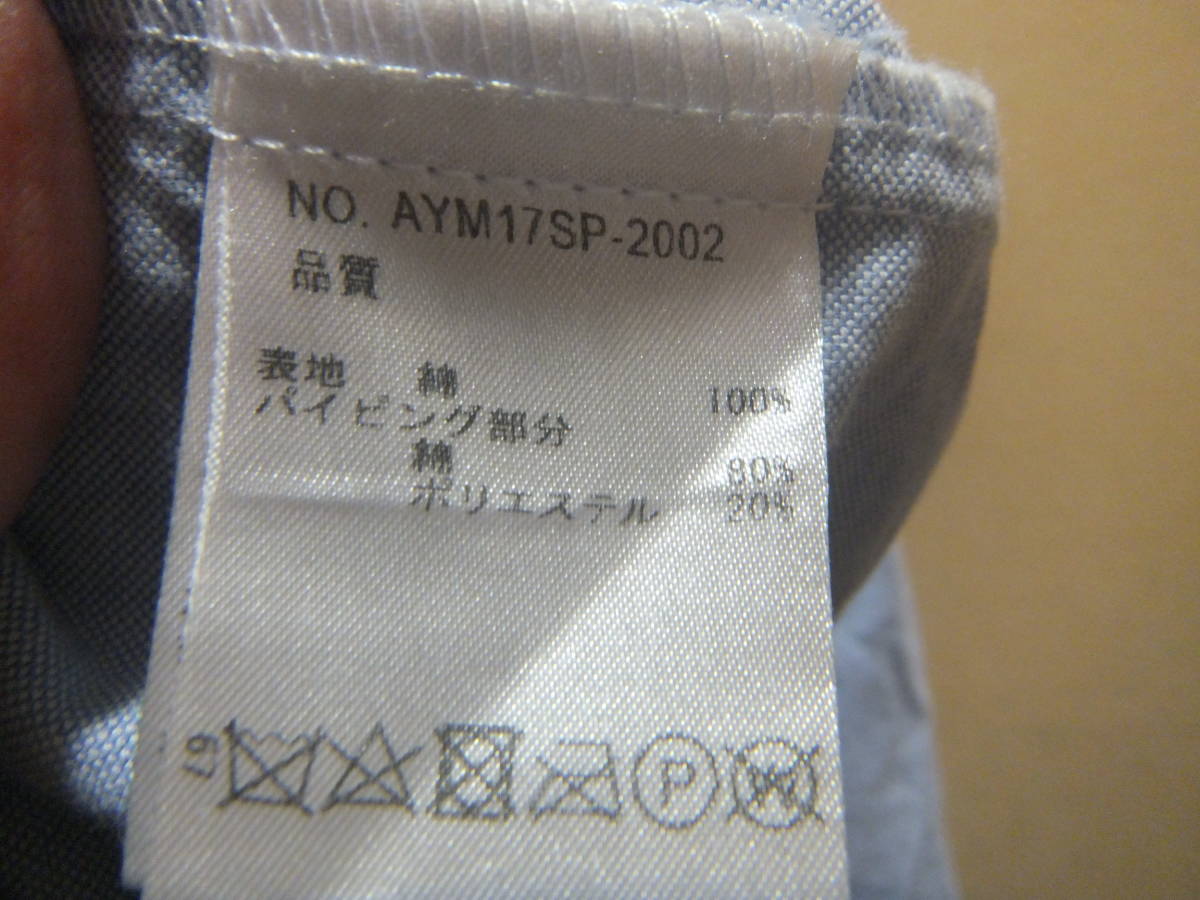 NO. AYM17SP-2002
品質
表地 綿 100%
パイピング部分
綿 80%
ポリエステル 20%
P
W